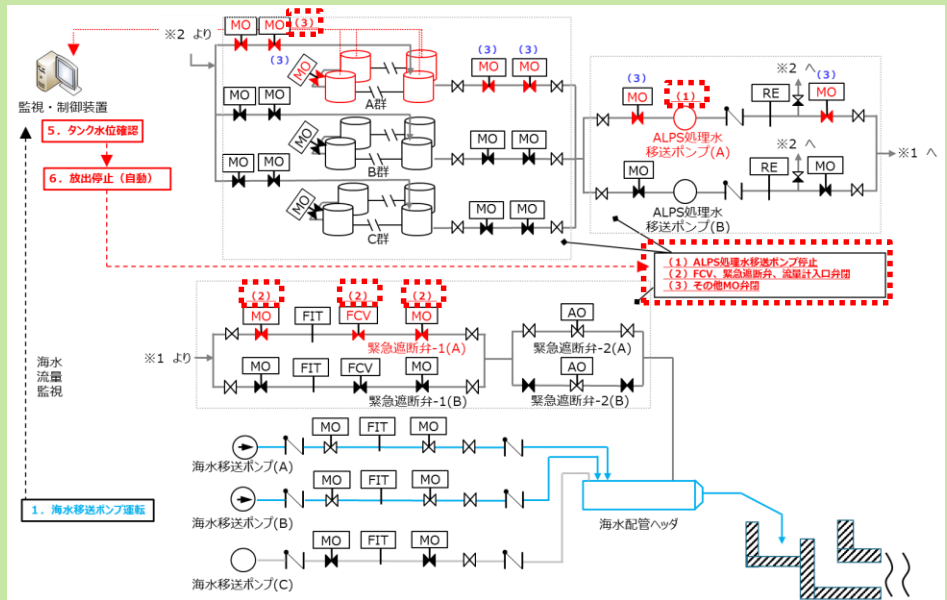 MO
MO
(3)
※2 より
(3)
MO
A群
(3)
(3)
MO
MO
監視・制御装置
5. タンク水位確認
6. 放出停止（自動）
MO
MO
MO
B群
MO
MO
MO
MO
MO
C群
MO
MO
(3)
MO
(1)
※2 へ
RE
(3)
MO
ALPS処理水
移送ポンプ(A)
※1 へ
MO
※2 へ
RE
MO
ALPS処理水
移送ポンプ(B)
（1）ALPS処理水移送ポンプ停止
（2）FCV、緊急遮断弁、流量計入口弁閉
（3）その他MO弁閉
(2)
(2)
(2)
MO
FIT
FCV
MO
緊急遮断弁-1(A)
AO
緊急遮断弁-2(A)
※1 より
MO
FIT
FCV
MO
緊急遮断弁-1(B)
AO
緊急遮断弁-2(B)
海水
流量
監視
MO
FIT
MO
海水移送ポンプ(A)
MO
FIT
MO
海水移送ポンプ(B)
1. 海水移送ポンプ運転
海水配管ヘッダ
MO
FIT
MO
海水移送ポンプ(C)